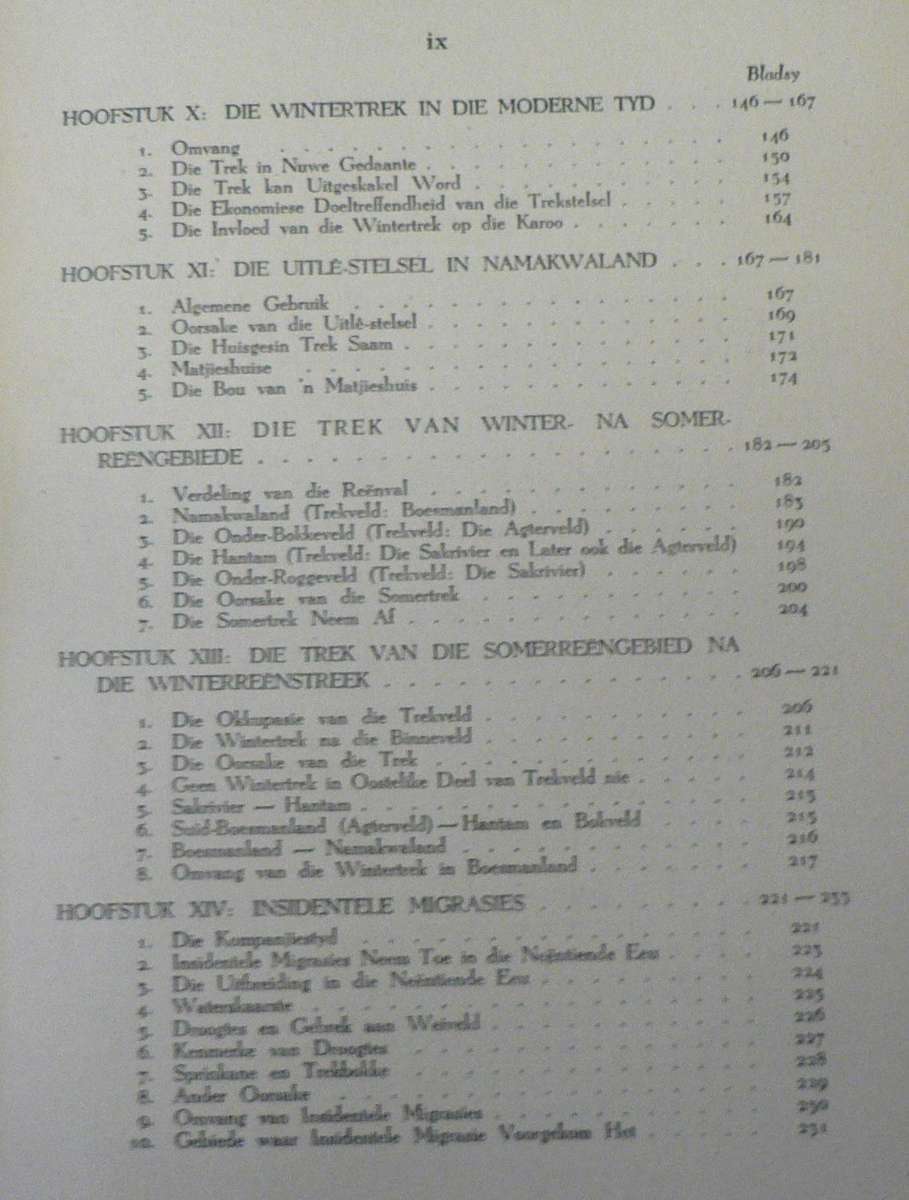 ix
Bladsy
HOOFSTUK X: DIE WINTERTREK IN DIE MODERNE TYD . . . 146 — 167
1. Omvang . . . . . . . . . . 146
2. Die Trek in Nuwe Gedaante . . . . . . . . . . 150
3. Die Trek kan Uitgeskakel Word . . . . . . . . . . 154
4. Die Ekonomiese Doeltreffendheid van die Trekstelsel . . . . . 157
5. Die Invloed van die Wintertrek op die Karoo . . . . . . 164
HOOFSTUK XI: DIE UITLÊ-STELSEL IN NAMAKWALAND . . . 167 — 181
1. Algemene Gebruik . . . . . . . . . . 167
2. Oorsake van die Uitlê-stelsel . . . . . . . . . . 169
3. Die Huisgesin Trek Saam . . . . . . . . . . 171
4. Matjieshuise . . . . . . . . . . 172
5. Die Bou van 'n Matjieshuis . . . . . . . . . . 174
HOOFSTUK XII: DIE TREK VAN WINTER- NA SOMER-
REËNGEBIEDE . . . . . . . . . . 182 — 205
1. Verdeling van die Reënval . . . . . . . . . . 182
2. Namakwaland (Trekveld: Boesmanland) . . . . . . . . 183
3. Die Onder-Bokkeveld (Trekveld: Die Agterveld) . . . . . . 190
4. Die Hantam (Trekveld: Die Sakrivier en Later ook die Agterveld) 194
5. Die Onder-Roggeveld (Trekveld: Die Sakrivier) . . . . . . 198
6. Die Oorsake van die Somertrek . . . . . . . . . . 200
7. Die Somertrek Neem Af . . . . . . . . . . 204
HOOFSTUK XIII: DIE TREK VAN DIE SOMERREËNGEBIED NA
DIE WINTERREËNSTREEK . . . . . . . . . . 206 — 221
1. Die Okkupasie van die Trekveld . . . . . . . . . . 206
2. Die Wintertrek na die Binneveld . . . . . . . . . . 211
3. Die Oorsake van die Trek . . . . . . . . . . 212
4. Geen Wintertrek in Oostelike Deel van Trekveld nie . . . . 214
5. Sakrivier — Hantam . . . . . . . . . . 215
6. Suid-Boesmanland (Agterveld) — Hantam en Bokveld . . . . 215
7. Boesmanland — Namakwaland . . . . . . . . . . 216
8. Omvang van die Wintertrek in Boesmanland . . . . . . 217
HOOFSTUK XIV: INSIDENTELE MIGRASIES . . . . . . . . 221 — 233
1. Die Kompanjiestyd . . . . . . . . . . 221
2. Insidentele Migrasies Neem Toe in die Neëntiende Eeu . . . . 223
3. Die Uitbreiding in die Neëntiende Eeu . . . . . . . . 224
4. Waterskaarste . . . . . . . . . . 225
5. Droogtes en Gebrek aan Weiveld . . . . . . . . . . 226
6. Kenmerke van Droogtes . . . . . . . . . . 227
7. Sprinkane en Trekbokke . . . . . . . . . . 228
8. Ander Oorsake . . . . . . . . . . 229
9. Omvang van Insidentele Migrasies . . . . . . . . . . 230
10. Gebiede waar Insidentele Migrasie Voorgekom Het . . . . . 231